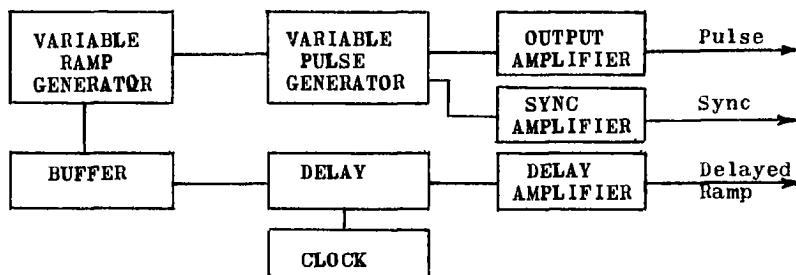 VARIABLE
RAMP
GENERATOR
VARIABLE
PULSE
GENERATOR
OUTPUT
AMPLIFIER
Pulse
SYNC
AMPLIFIER
Sync
BUFFER
DELAY
DELAY
AMPLIFIER
Delayed
Ramp
CLOCK